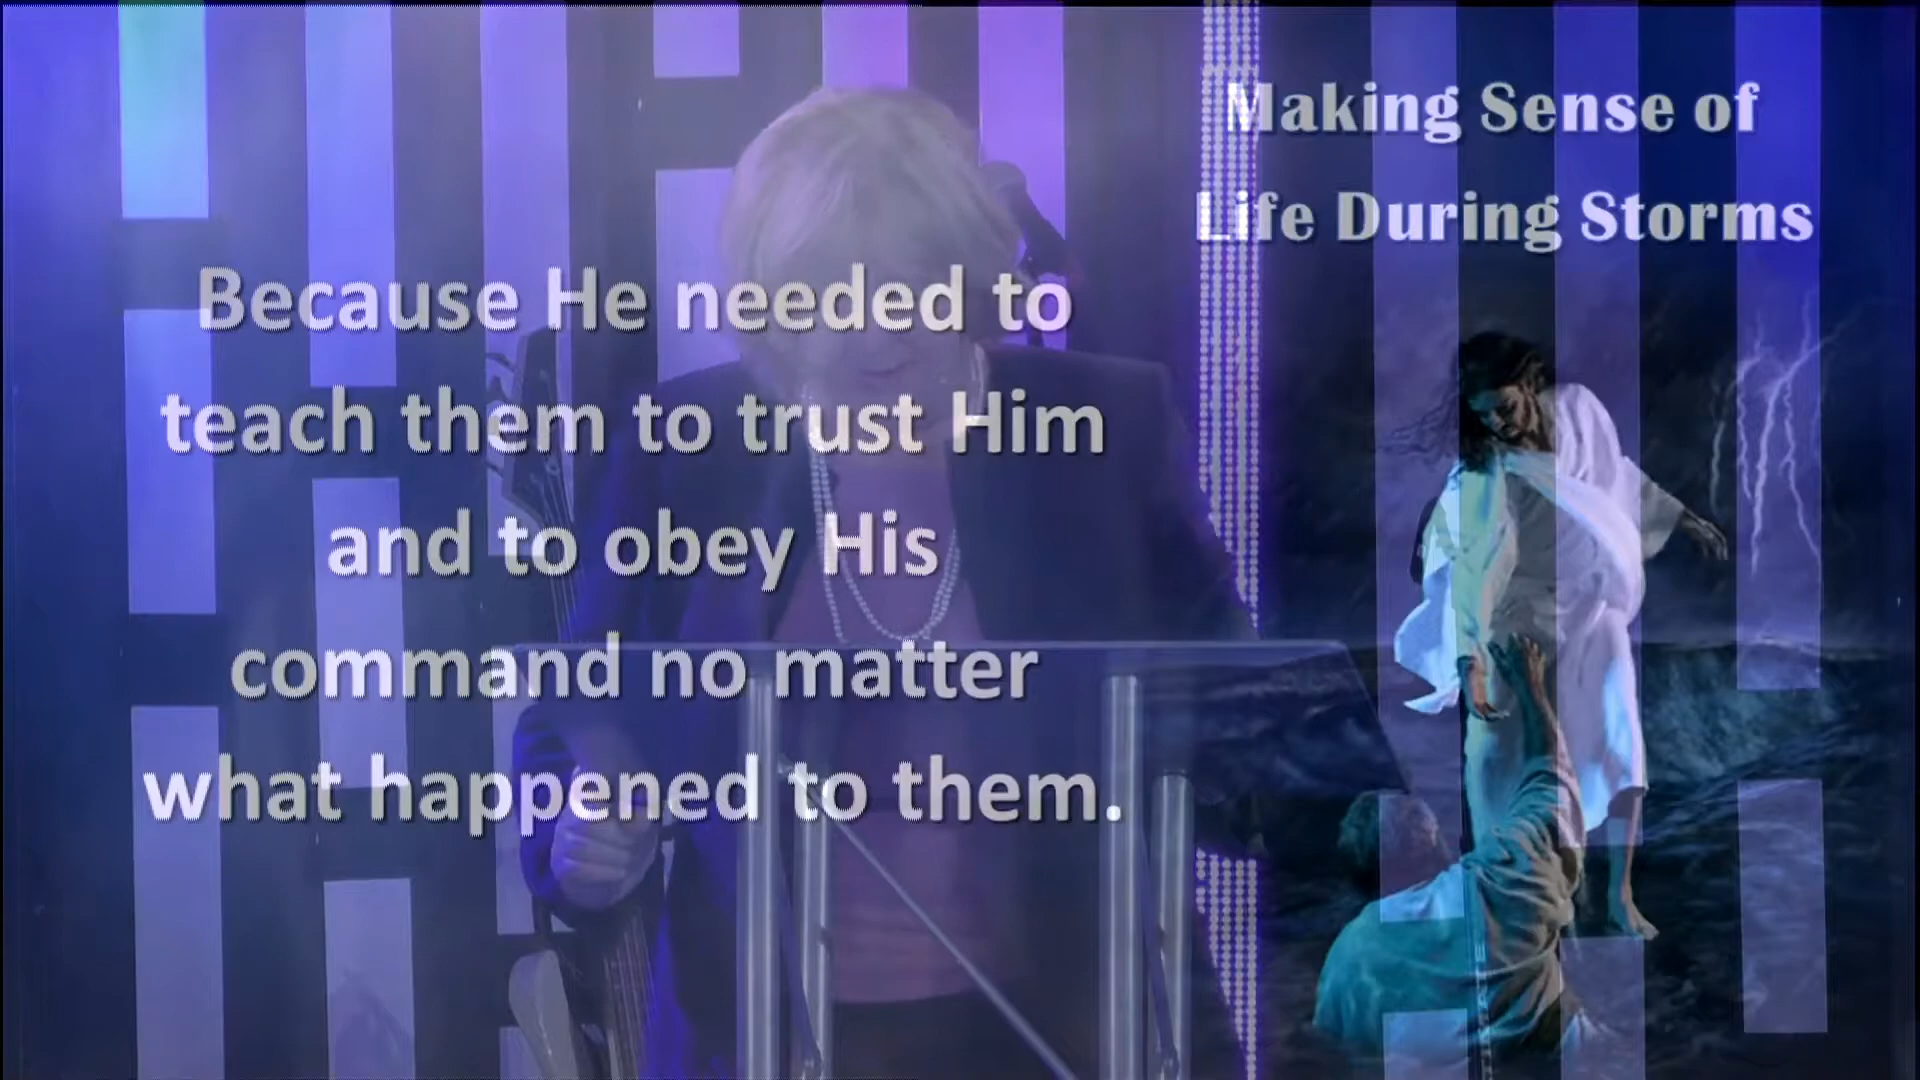 Making Sense of
Life During Storms
Because He needed to
teach them to trust Him
and to obey His
command no matter
what happened to them.